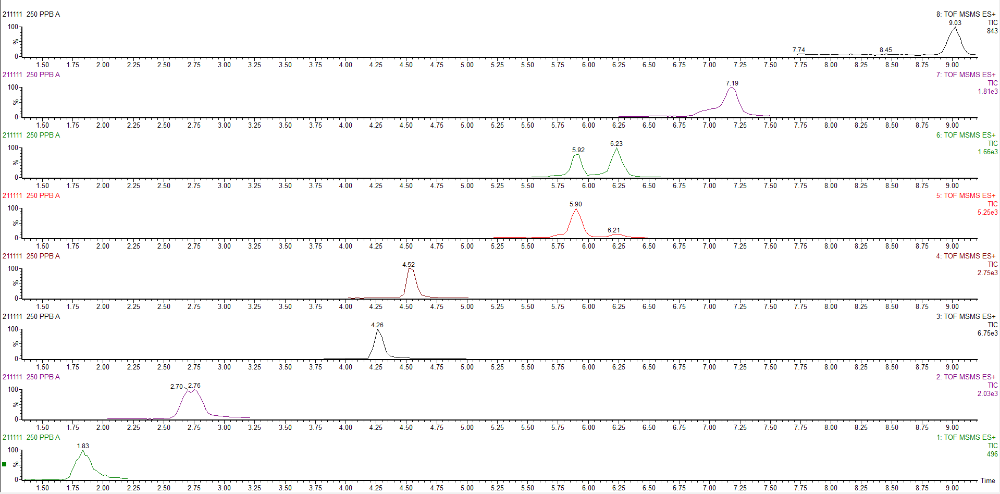 211111 250 PPB A
8: TOF MSMS ES+
TIC
843
100
%
0
9.03
7.74
8.45
1.50 1.75 2.00 2.25 2.50 2.75 3.00 3.25 3.50 3.75 4.00 4.25 4.50 4.75 5.00 5.25 5.50 5.75 6.00 6.25 6.50 6.75 7.00 7.25 7.50 7.75 8.00 8.25 8.50 8.75 9.00
211111 250 PPB A
7: TOF MSMS ES+
TIC
1.81e3
100
%
0
7.19
1.50 1.75 2.00 2.25 2.50 2.75 3.00 3.25 3.50 3.75 4.00 4.25 4.50 4.75 5.00 5.25 5.50 5.75 6.00 6.25 6.50 6.75 7.00 7.25 7.50 7.75 8.00 8.25 8.50 8.75 9.00
211111 250 PPB A
6: TOF MSMS ES+
TIC
1.66e3
100
%
0
5.92
6.23
1.50 1.75 2.00 2.25 2.50 2.75 3.00 3.25 3.50 3.75 4.00 4.25 4.50 4.75 5.00 5.25 5.50 5.75 6.00 6.25 6.50 6.75 7.00 7.25 7.50 7.75 8.00 8.25 8.50 8.75 9.00
211111 250 PPB A
5: TOF MSMS ES+
TIC
5.25e3
100
%
0
5.90
6.21
1.50 1.75 2.00 2.25 2.50 2.75 3.00 3.25 3.50 3.75 4.00 4.25 4.50 4.75 5.00 5.25 5.50 5.75 6.00 6.25 6.50 6.75 7.00 7.25 7.50 7.75 8.00 8.25 8.50 8.75 9.00
211111 250 PPB A
4: TOF MSMS ES+
TIC
2.75e3
100
%
0
4.52
1.50 1.75 2.00 2.25 2.50 2.75 3.00 3.25 3.50 3.75 4.00 4.25 4.50 4.75 5.00 5.25 5.50 5.75 6.00 6.25 6.50 6.75 7.00 7.25 7.50 7.75 8.00 8.25 8.50 8.75 9.00
211111 250 PPB A
3: TOF MSMS ES+
TIC
6.75e3
100
%
0
4.26
1.50 1.75 2.00 2.25 2.50 2.75 3.00 3.25 3.50 3.75 4.00 4.25 4.50 4.75 5.00 5.25 5.50 5.75 6.00 6.25 6.50 6.75 7.00 7.25 7.50 7.75 8.00 8.25 8.50 8.75 9.00
211111 250 PPB A
2: TOF MSMS ES+
TIC
2.03e3
100
%
0
2.70 2.76
1.50 1.75 2.00 2.25 2.50 2.75 3.00 3.25 3.50 3.75 4.00 4.25 4.50 4.75 5.00 5.25 5.50 5.75 6.00 6.25 6.50 6.75 7.00 7.25 7.50 7.75 8.00 8.25 8.50 8.75 9.00
211111 250 PPB A
1: TOF MSMS ES+
TIC
496
100
%
0
1.83
Time
1.50 1.75 2.00 2.25 2.50 2.75 3.00 3.25 3.50 3.75 4.00 4.25 4.50 4.75 5.00 5.25 5.50 5.75 6.00 6.25 6.50 6.75 7.00 7.25 7.50 7.75 8.00 8.25 8.50 8.75 9.00